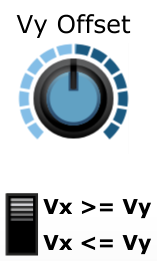 Vy Offset
Vx >= Vy
Vx <= Vy